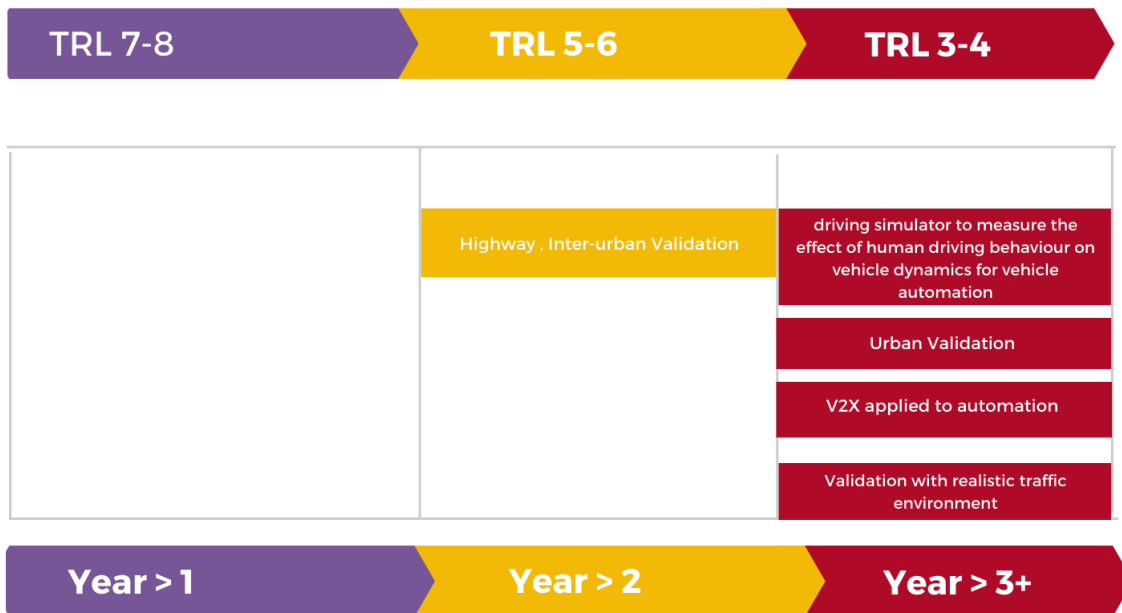 TRL 7-8
TRL 5-6
TRL 3-4
Highway , Inter-urban Validation
driving simulator to measure the
effect of human driving behaviour on
vehicle dynamics for vehicle
automation
Urban Validation
V2X applied to automation
Validation with realistic traffic
environment
Year > 1
Year > 2
Year > 3+